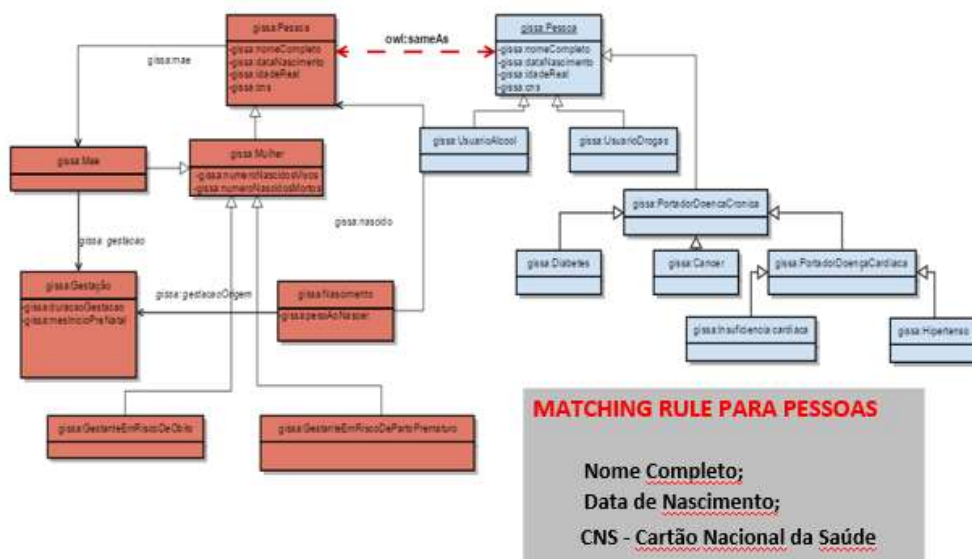 gissa:Pessoa
-gissa:nomeCompleto
-gissa:dataNascimento
-gissa:idadeReal
-gissa:cns
owl:sameAs
gissa:Pessoa
-gissa:nomeCompleto
-gissa:dataNascimento
-gissa:idadeReal
-gissa:cns
gissa:mae
gissa:UsuarioAlcool
gissa:UsuarioDrogas
gissa:Mae
gissa:Mulher
-gissa:numeroNascidosVivos
-gissa:numeroNascidosMortos
gissa:PortadorDoencaCronica
gissa:nascido
gissa: gestacao
gissa:Diabetes
gissa:Cancer
gissa:PortadorDoençaCardiaca
gissa:Gestação
-gissa:duracaoGestacao
-gissa:mesInicioPreNatal
gissa:gestacaoOrigem
gissa:Nascimento
-gissa:pesoAoNascer
gissa:Insuficiencia cardiaca
gissa:Hipertenso
gissa:GestanteEmRiscoDeObito
gissa:GestanteEmRiscoDePartoPrematuro
MATCHING RULE PARA PESSOAS
Nome Completo;
Data de Nascimento;
CNS - Cartão Nacional da Saúde